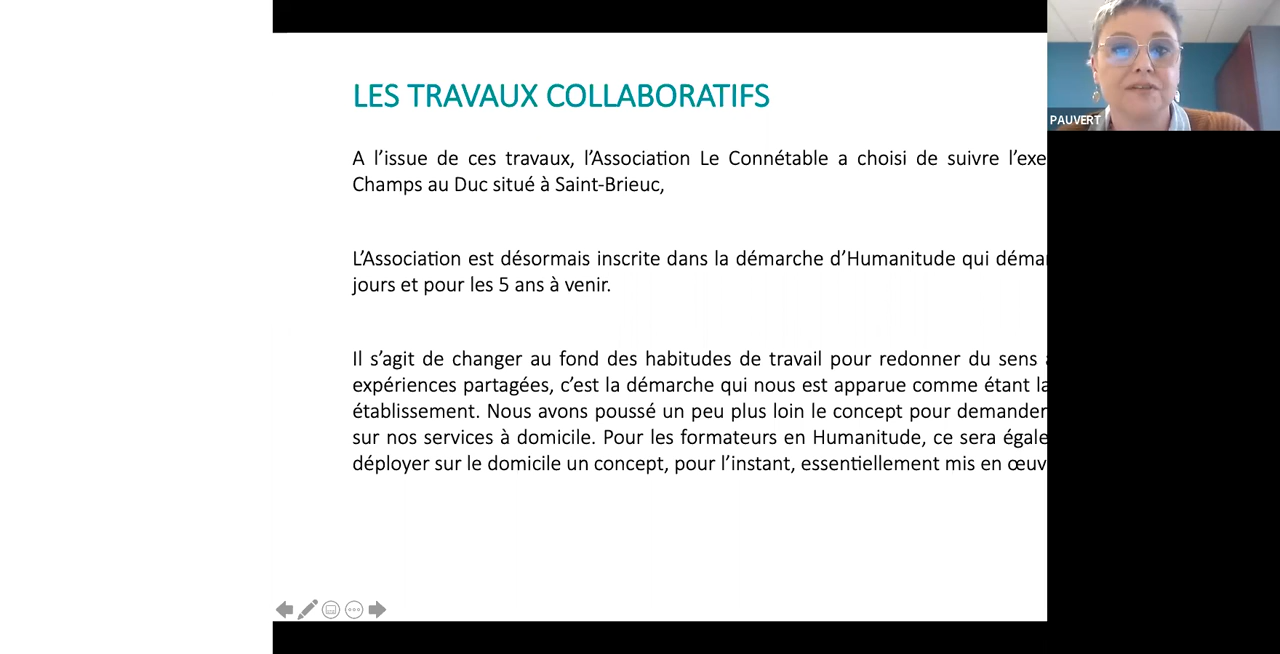 LES TRAVAUX COLLABORATIFS
PAUVERT
A l’issue de ces travaux, l’Association Le Connétable a choisi de suivre l’exe
Champs au Duc situé à Saint-Brieuc,
L’Association est désormais inscrite dans la démarche d’Humanitude qui démar
jours et pour les 5 ans à venir.
Il s’agit de changer au fond des habitudes de travail pour redonner du sens
expériences partagées, c’est la démarche qui nous est apparue comme étant la
établissement. Nous avons poussé un peu plus loin le concept pour demander
sur nos services à domicile. Pour les formateurs en Humanitude, ce sera égale
déployer sur le domicile un concept, pour l’instant, essentiellement mis en œuv